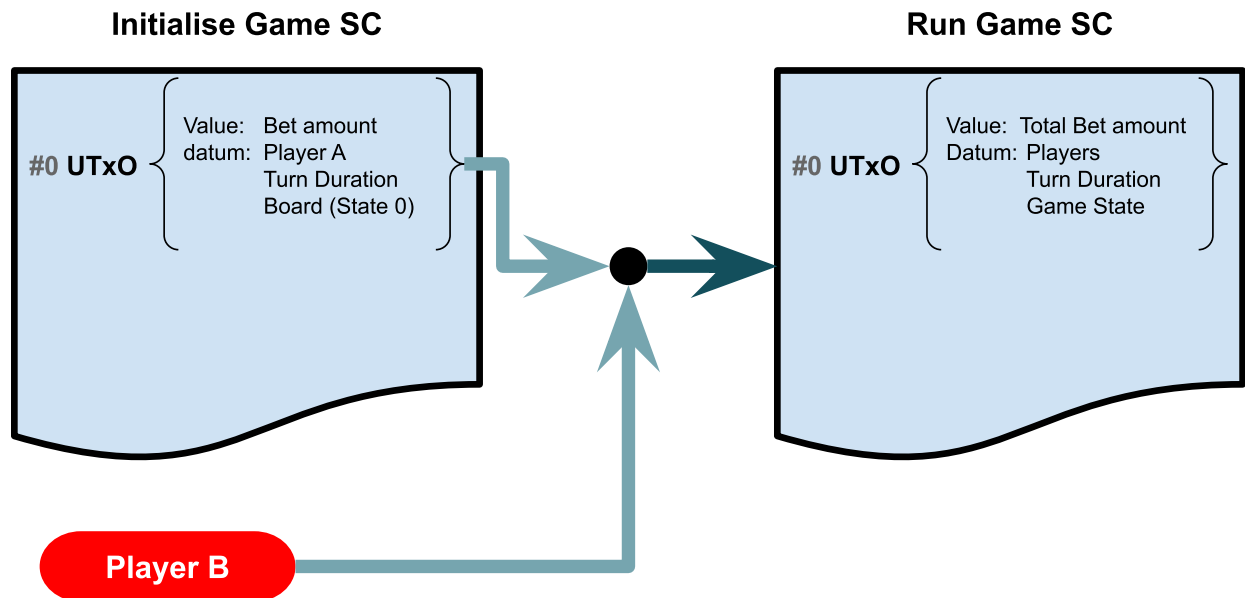 Initialise Game SC
Run Game SC
#0 UTxO
Value: Bet amount
datum: Player A
Turn Duration
Board (State 0)
#0 UTxO
Value: Total Bet amount
Datum: Players
Turn Duration
Game State
Player B